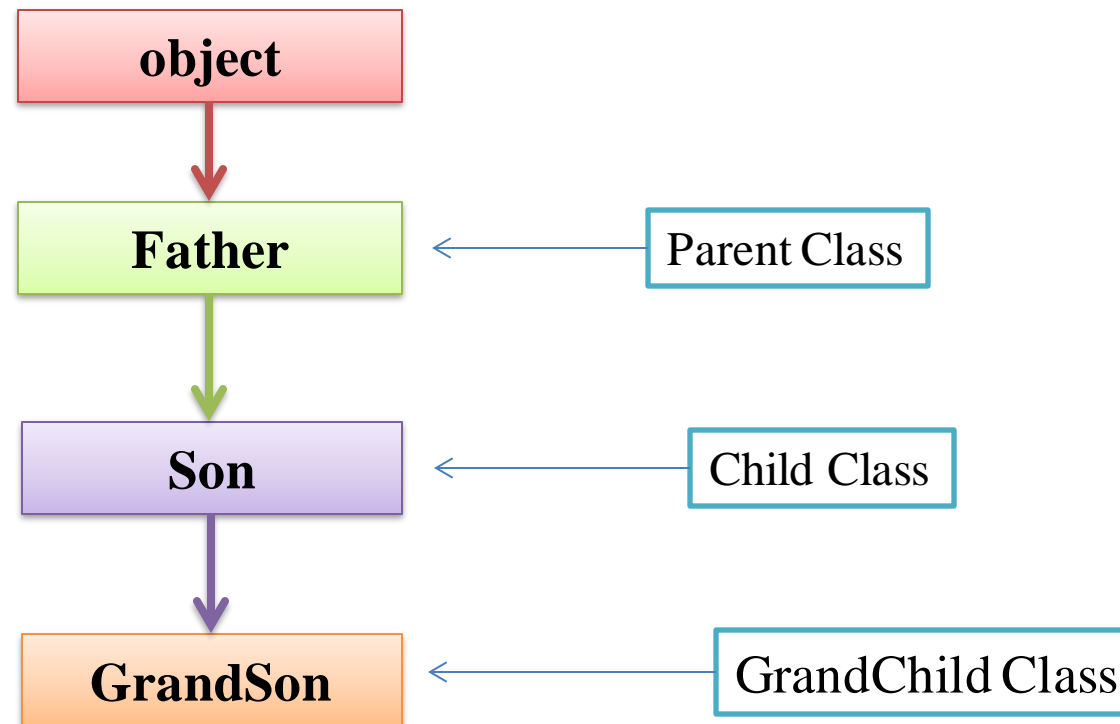 object
Father
Parent Class
Son
Child Class
GrandSon
GrandChild Class